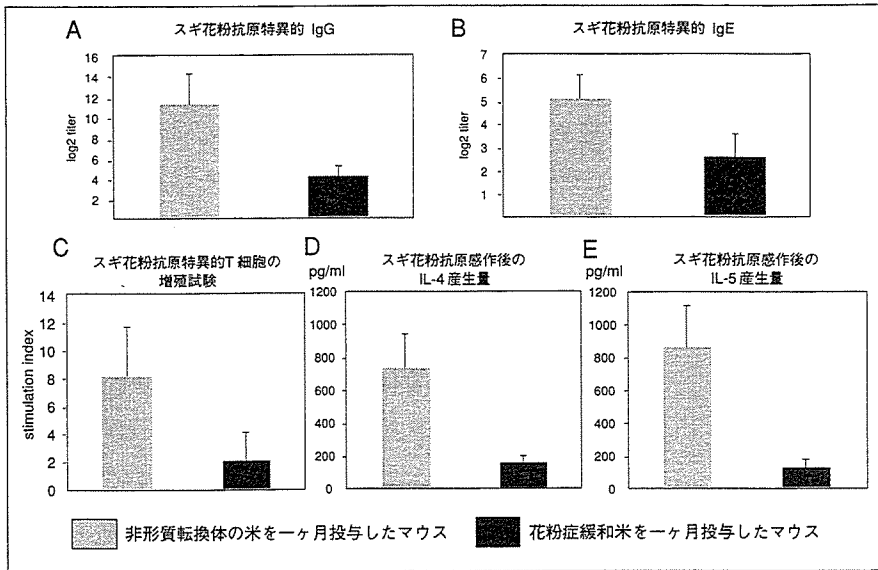 A
スギ花粉抗原特異的 IgG
16
14
12
10
8
6
4
2
log2 titer
B
スギ花粉抗原特異的 IgE
7
6
5
4
3
2
1
log2 titer
C
スギ花粉抗原特異的T細胞の
増殖試験
14
12
10
8
6
4
2
0
stimulation index
D
スギ花粉抗原感作後の
IL-4 産生量
pg/ml
1200
1000
800
600
400
200
0
E
スギ花粉抗原感作後の
IL-5 産生量
pg/ml
1200
1000
800
600
400
200
0
非形質転換体の米を一ヶ月投与したマウス
花粉症緩和米を一ヶ月投与したマウス